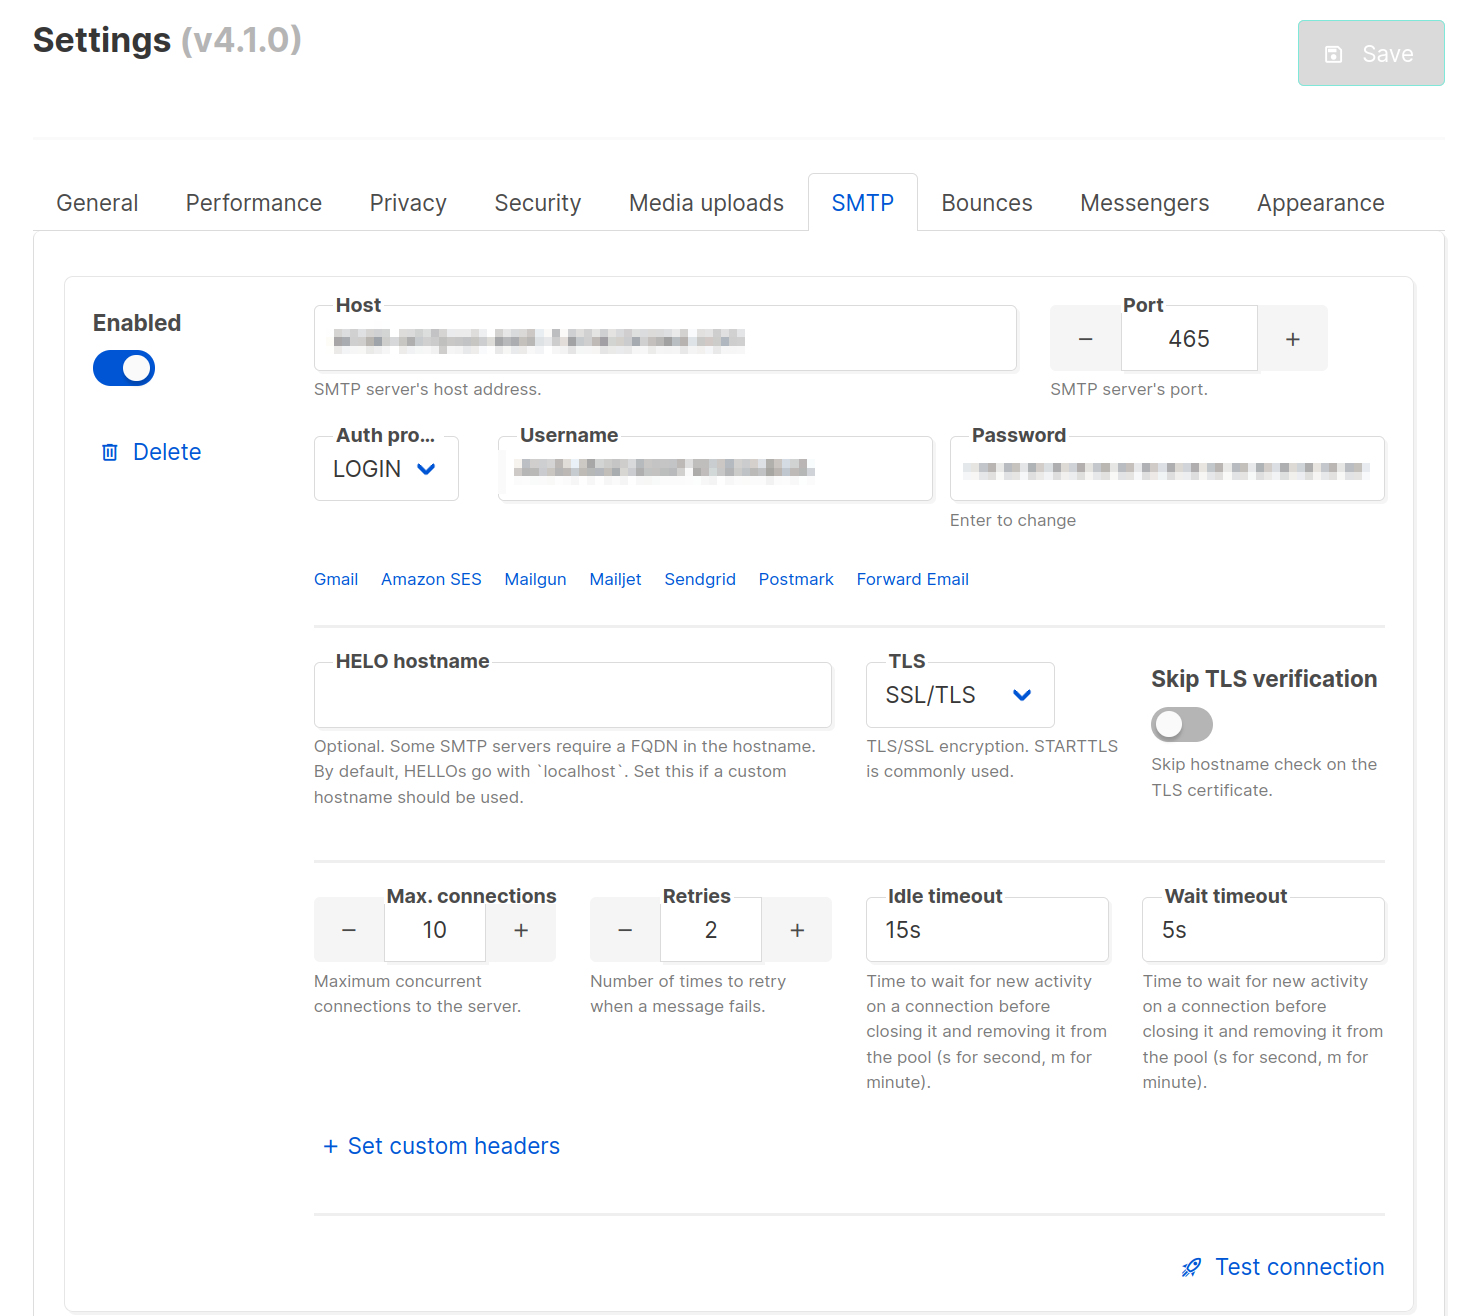 Settings (v4.1.0)
Save
General Performance Privacy Security Media uploads SMTP Bounces Messengers Appearance
Enabled
Delete
Host
SMTP server's host address.
Port
− 465 +
SMTP server's port.
Auth pro...
LOGIN
Username
Password
Enter to change
Gmail Amazon SES Mailgun Mailjet Sendgrid Postmark Forward Email
HELO hostname
Optional. Some SMTP servers require a FQDN in the hostname.
By default, HELLOs go with `localhost`. Set this if a custom
hostname should be used.
TLS
SSL/TLS
TLS/SSL encryption. STARTTLS
is commonly used.
Skip TLS verification
Skip hostname check on the
TLS certificate.
Max. connections
− 10 +
Maximum concurrent
connections to the server.
Retries
− 2 +
Number of times to retry
when a message fails.
Idle timeout
15s
Time to wait for new activity
on a connection before
closing it and removing it from
the pool (s for second, m for
minute).
Wait timeout
5s
Time to wait for new activity
on a connection before
closing it and removing it from
the pool (s for second, m for
minute).
+ Set custom headers
Test connection